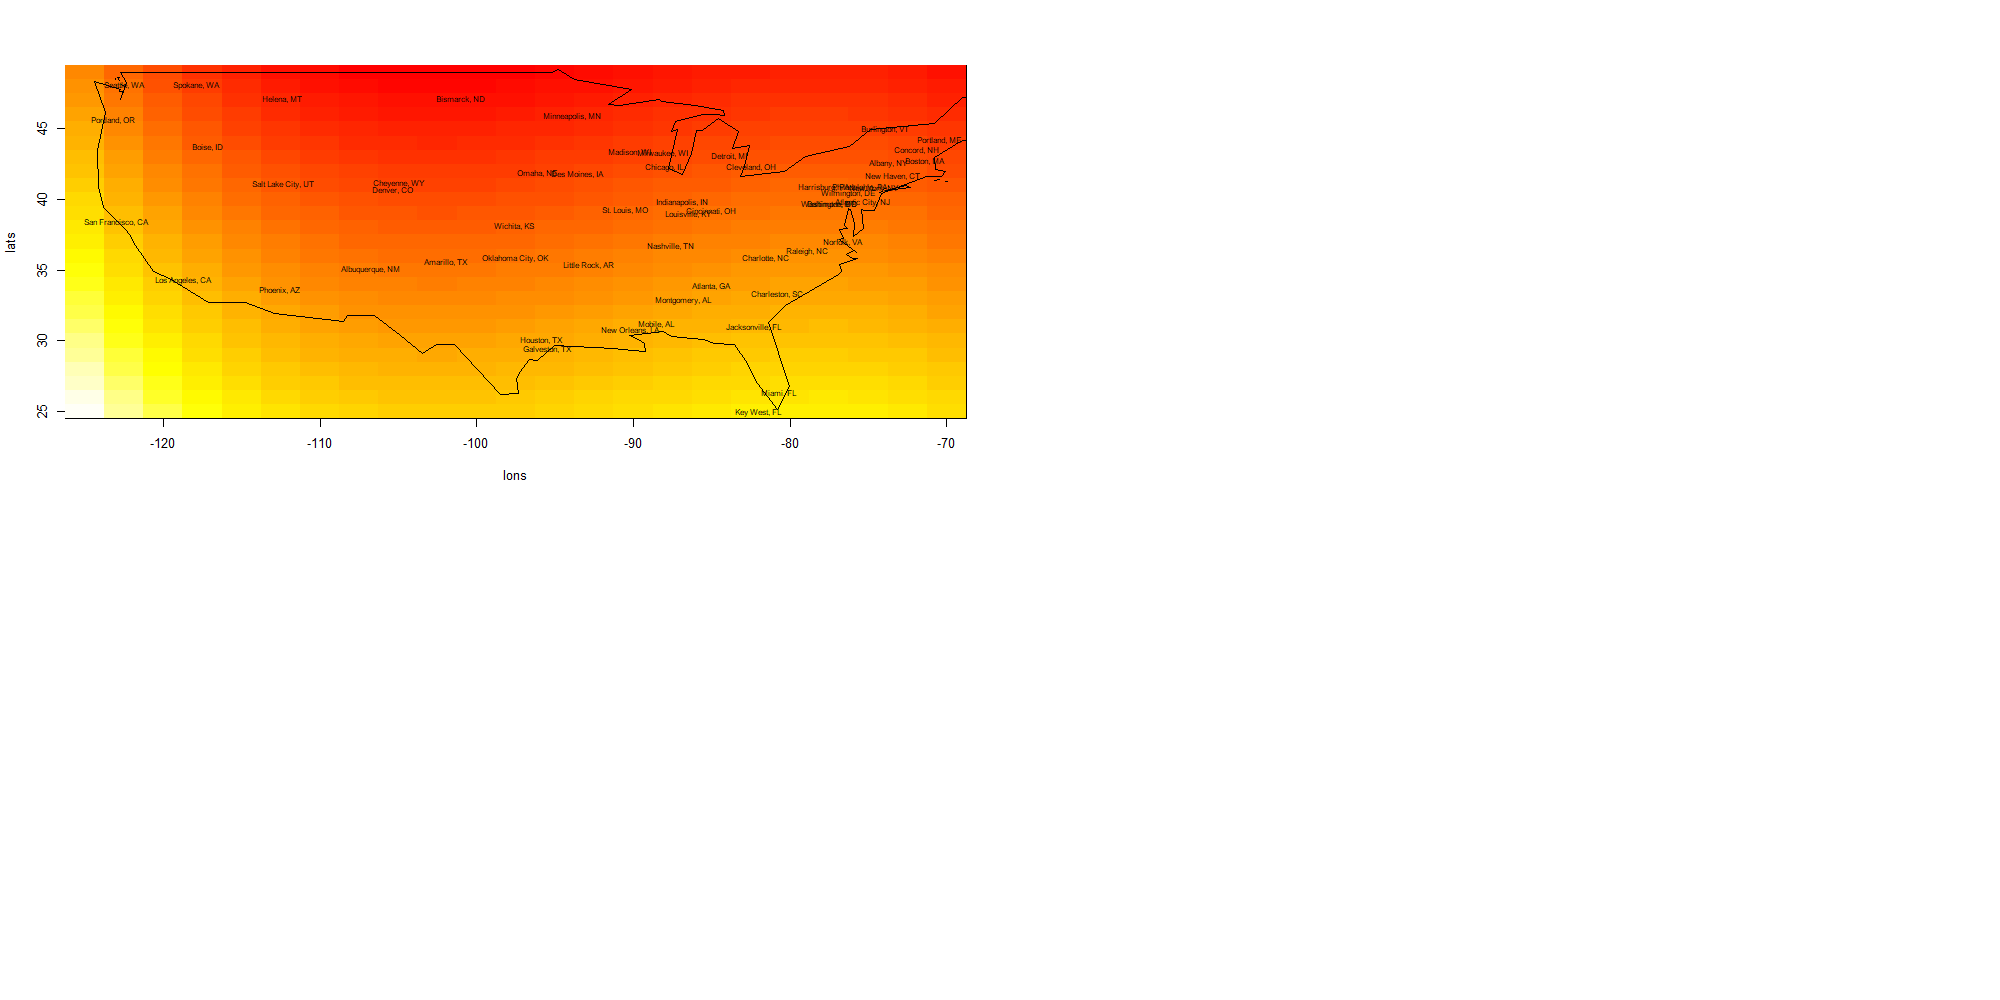 Seattle, WA
Spokane, WA
Helena, MT
Bismarck, ND
Minneapolis, MN
Portland, OR
Boise, ID
Burlington, VT
Portland, ME
Concord, NH
Madison, WI
Milwaukee, WI
Detroit, MI
Boston, MA
Albany, NY
Chicago, IL
Cleveland, OH
Omaha, NE
Des Moines, IA
New Haven, CT
Salt Lake City, UT
Cheyenne, WY
Denver, CO
Harrisburg, PA
Wilmington, DE
Atlantic City, NJ
Indianapolis, IN
St. Louis, MO
Louisville, KY
Cincinnati, OH
San Francisco, CA
Wichita, KS
Norfolk, VA
Nashville, TN
Raleigh, NC
Amarillo, TX
Oklahoma City, OK
Charlotte, NC
Albuquerque, NM
Little Rock, AR
Los Angeles, CA
Phoenix, AZ
Atlanta, GA
Charleston, SC
Montgomery, AL
Mobile, AL
New Orleans, LA
Jacksonville, FL
Houston, TX
Galveston, TX
Miami, FL
Key West, FL
45
40
35
30
25
lats
-120 -110 -100 -90 -80 -70
lons